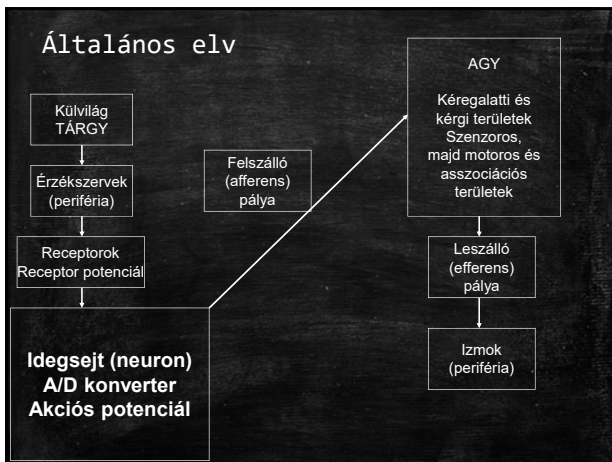 Általános elv
Külvilág
TÁRGY
Érzékszervek
(periféria)
Receptorok
Receptor potenciál
Idegsejt (neuron)
A/D konverter
Akciós potenciál
Felszálló
(afferens)
pálya
AGY
Kéregalatti és
kérgi területek
Szenzoros,
majd motoros és
asszociációs
területek
Leszálló
(efferens)
pálya
Izmok
(periféria)